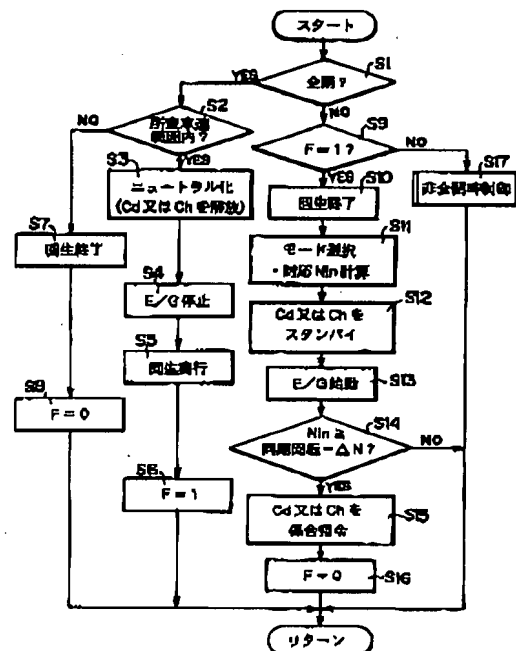 スタート
S1
全閉?
YES
NO
S2
所定車速
範囲内?
NO
YES
S3
ニュートラル化
(Cd又はChを解放)
S4
E/G停止
S5
回生実行
S6
F=1
S7
回生終了
S8
F=0
S9
F=1?
NO
YES
S10
回生終了
S11
モード選択
・対応Nin計算
S12
Cd又はChを
スタンバイ
S13
E/G始動
S14
Nin≧
同期回転-△N?
NO
YES
S15
Cd又はChを
係合指令
S16
F=0
S17
非全閉時制御
リターン